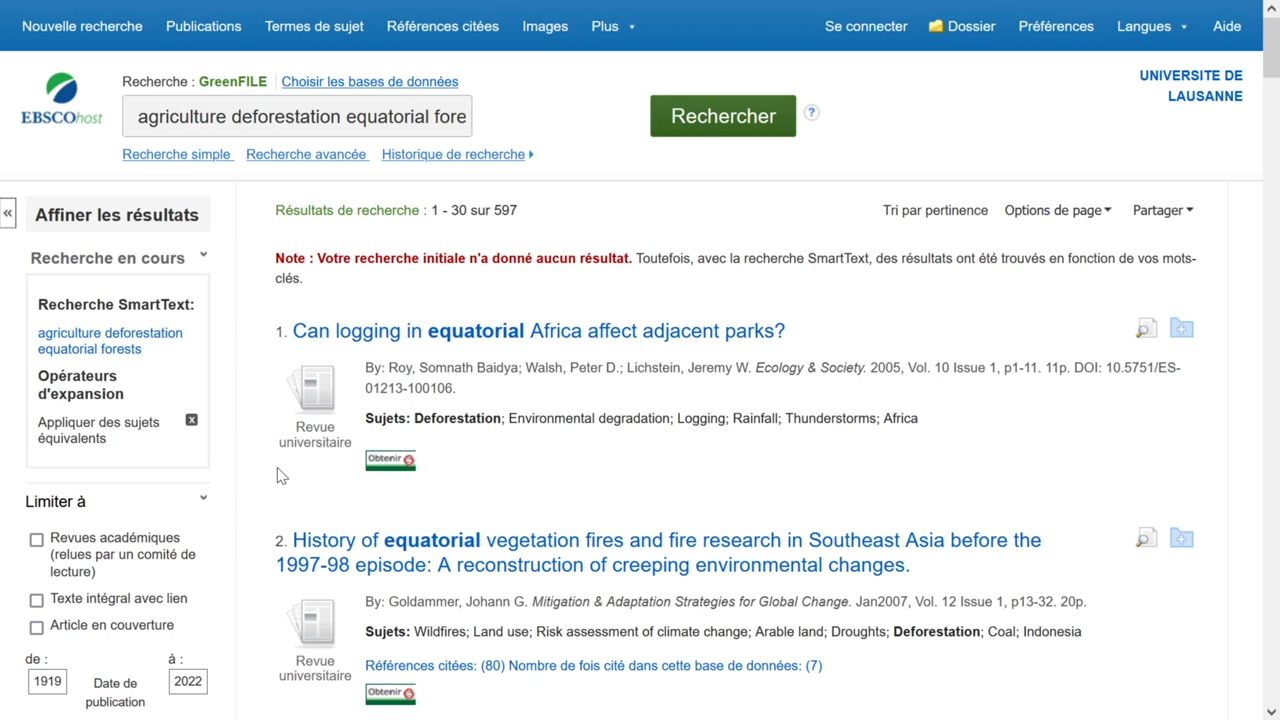 Nouvelle recherche Publications Termes de sujet Références citées Images Plus Se connecter Dossier Préférences Langues Aide
EBSCOhost
Recherche : GreenFILE Choisir les bases de données
agriculture deforestation equatorial fore
Rechercher
?
UNIVERSITE DE
LAUSANNE
Recherche simple Recherche avancée Historique de recherche
«
Affiner les résultats
Recherche en cours
Recherche SmartText:
agriculture deforestation
equatorial forests
Opérateurs
d'expansion
Appliquer des sujets
équivalents
x
Limiter à
Revues académiques
(relues par un comité de
lecture)
Texte intégral avec lien
Article en couverture
de : à :
1919 Date de 2022
publication
Résultats de recherche : 1 - 30 sur 597 Tri par pertinence Options de page Partager
Note : Votre recherche initiale n'a donné aucun résultat. Toutefois, avec la recherche SmartText, des résultats ont été trouvés en fonction de vos mots-
clés.
1. Can logging in equatorial Africa affect adjacent parks?
By: Roy, Somnath Baidya; Walsh, Peter D.; Lichstein, Jeremy W. Ecology & Society. 2005, Vol. 10 Issue 1, p1-11. 11p. DOI: 10.5751/ES-
01213-100106.
Sujets: Deforestation; Environmental degradation; Logging; Rainfall; Thunderstorms; Africa
Revue
universitaire
Obtenir
2. History of equatorial vegetation fires and fire research in Southeast Asia before the
1997-98 episode: A reconstruction of creeping environmental changes.
By: Goldammer, Johann G. Mitigation & Adaptation Strategies for Global Change. Jan2007, Vol. 12 Issue 1, p13-32. 20p.
Sujets: Wildfires; Land use; Risk assessment of climate change; Arable land; Droughts; Deforestation; Coal; Indonesia
Revue
universitaire
Références citées: (80) Nombre de fois cité dans cette base de données: (7)
Obtenir